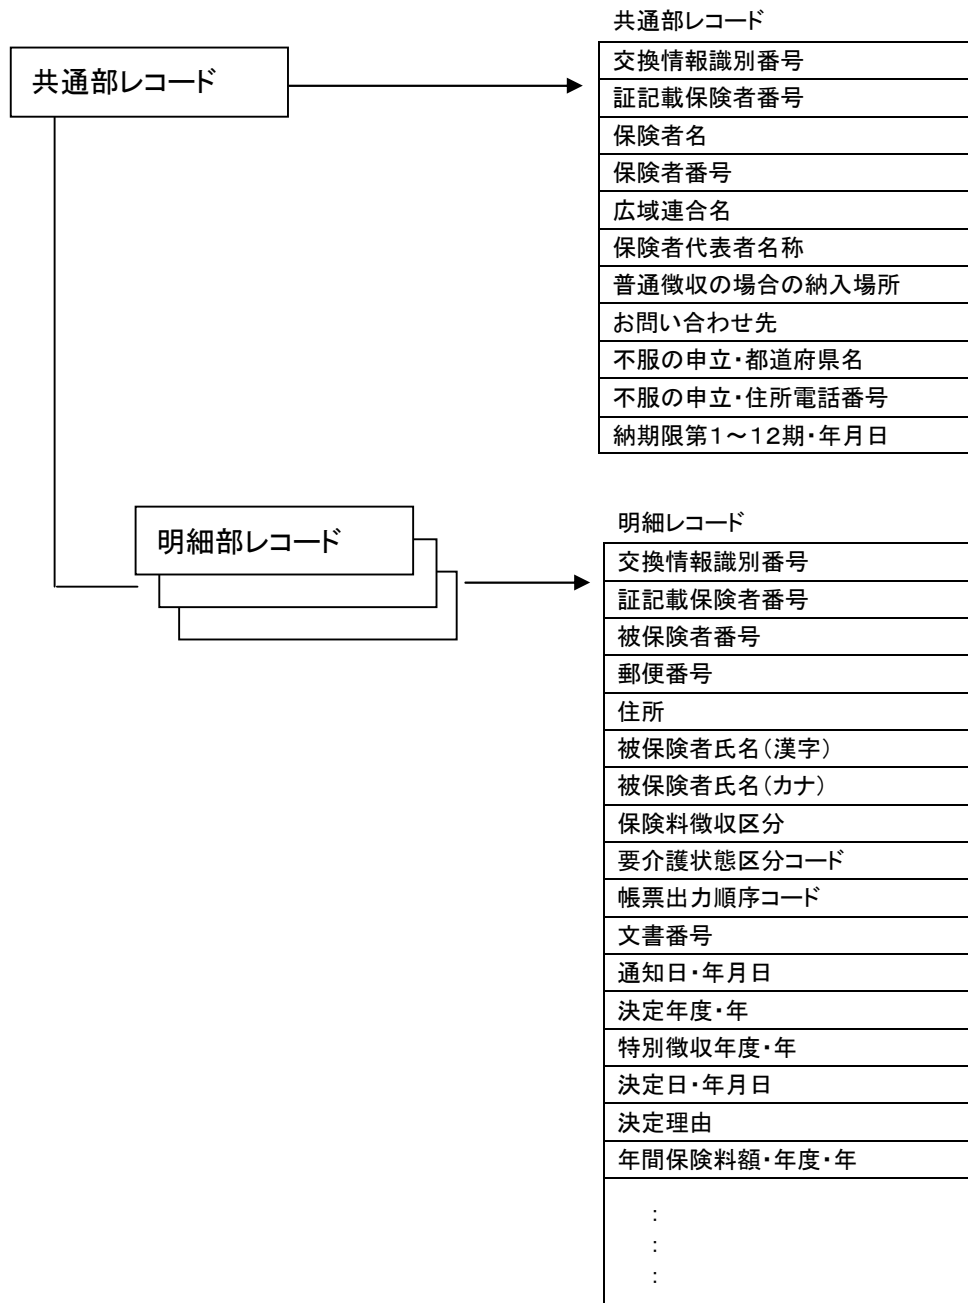 共通部レコード
共通部レコード
交換情報識別番号
証記載保険者番号
保険者名
保険者番号
広域連合名
保険者代表者名称
普通徴収の場合の納入場所
お問い合わせ先
不服の申立・都道府県名
不服の申立・住所電話番号
納期限第１～１２期・年月日
明細部レコード
明細レコード
交換情報識別番号
証記載保険者番号
被保険者番号
郵便番号
住所
被保険者氏名（漢字）
被保険者氏名（カナ）
保険料徴収区分
要介護状態区分コード
帳票出力順序コード
文書番号
通知日・年月日
決定年度・年
特別徴収年度・年
決定日・年月日
決定理由
年間保険料額・年度・年
：
：
：